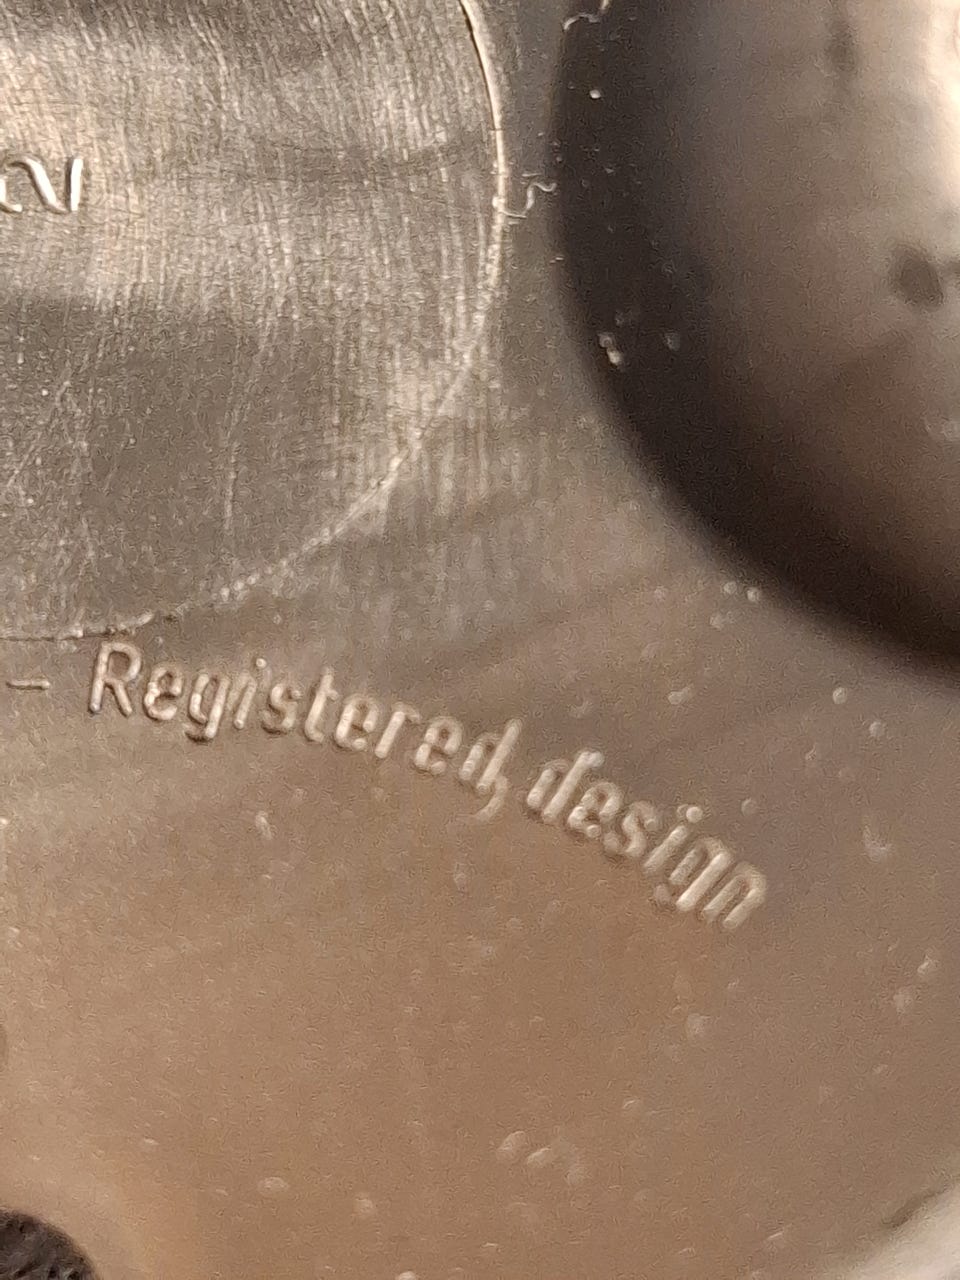 – Registered, design